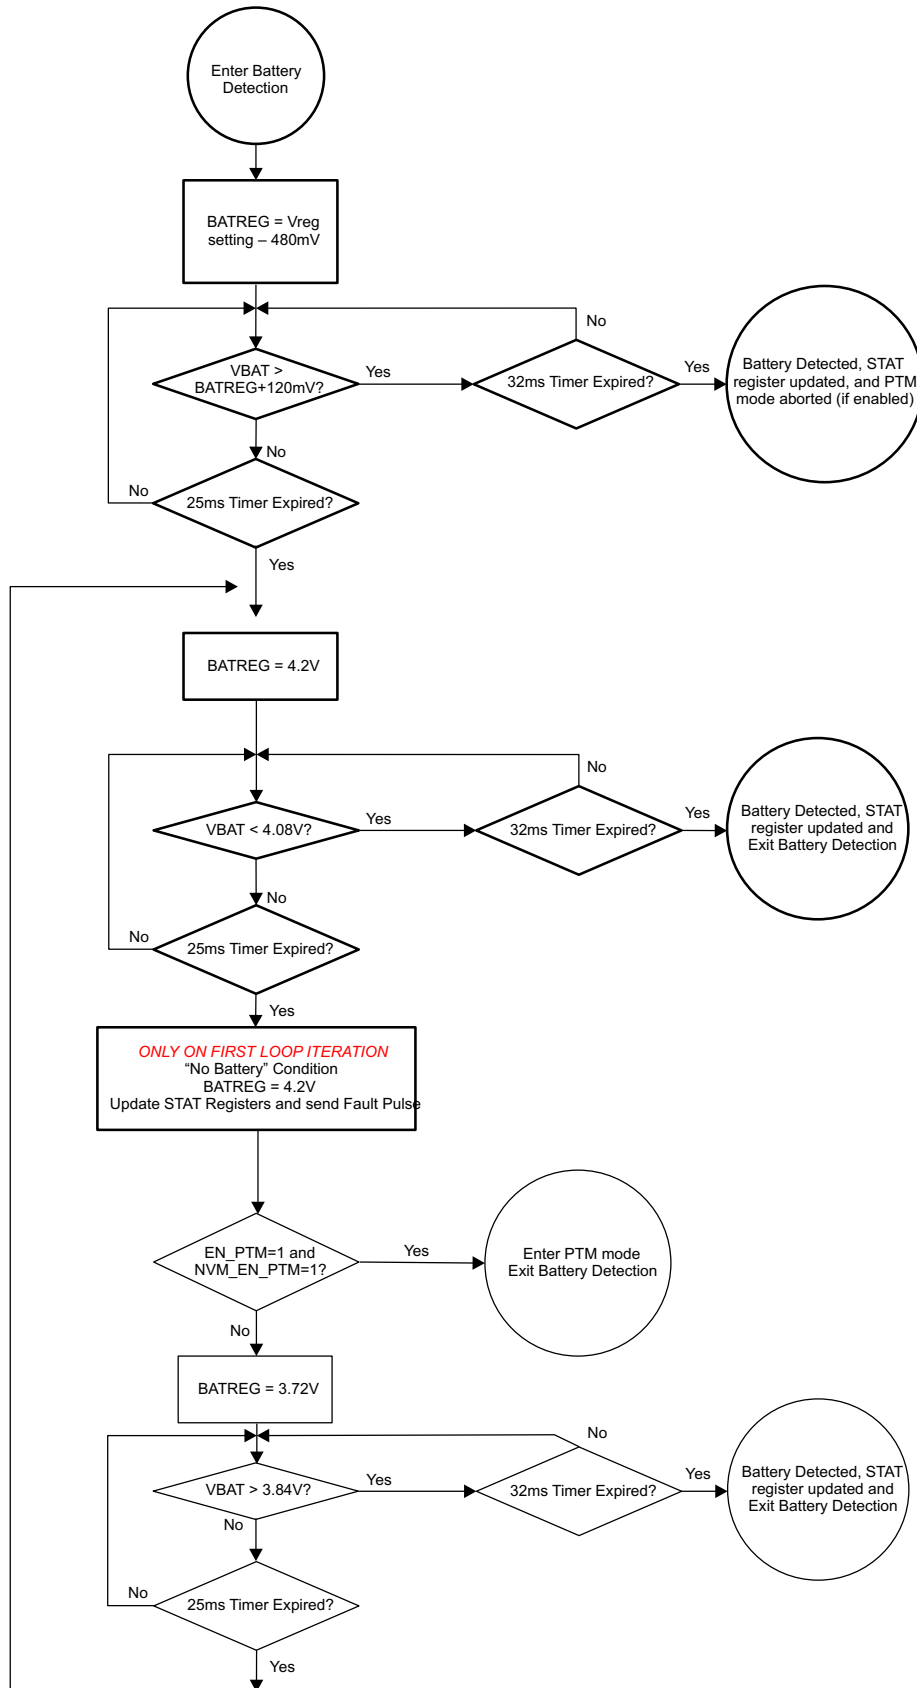 Enter Battery
Detection
BATREG = Vreg
setting – 480mV
No
VBAT >
BATREG+120mV?
Yes
32ms Timer Expired?
Yes
Battery Detected, STAT
register updated, and PTM
mode aborted (if enabled)
No
No
25ms Timer Expired?
Yes
BATREG = 4.2V
No
VBAT < 4.08V?
Yes
32ms Timer Expired?
Yes
Battery Detected, STAT
register updated and
Exit Battery Detection
No
No
25ms Timer Expired?
Yes
ONLY ON FIRST LOOP ITERATION
“No Battery” Condition
BATREG = 4.2V
Update STAT Registers and send Fault Pulse
EN_PTM=1 and
NVM_EN_PTM=1?
Yes
Enter PTM mode
Exit Battery Detection
No
BATREG = 3.72V
No
VBAT > 3.84V?
Yes
32ms Timer Expired?
Yes
Battery Detected, STAT
register updated and
Exit Battery Detection
No
No
25ms Timer Expired?
Yes